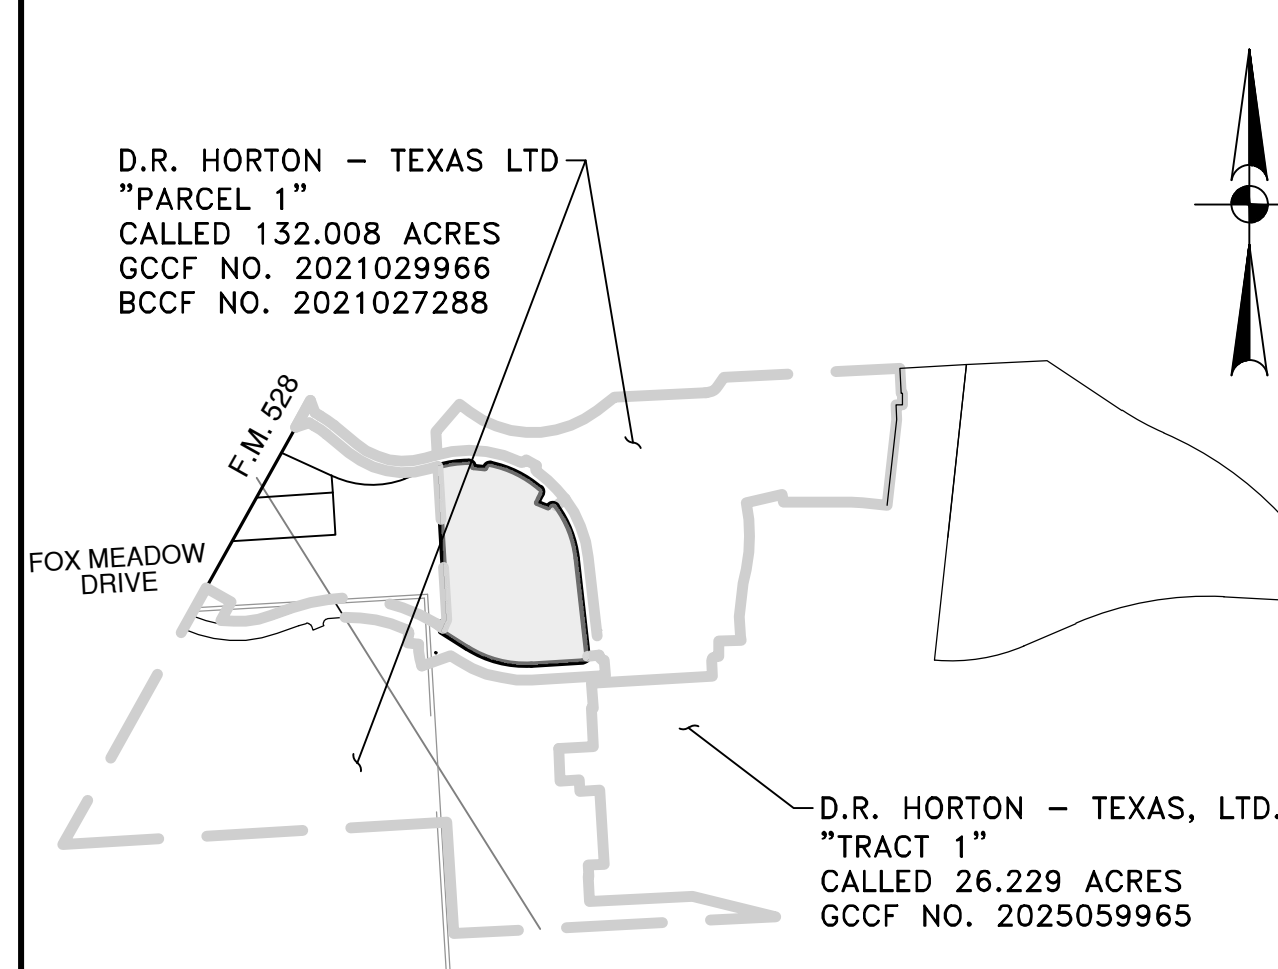 D.R. HORTON – TEXAS LTD
"PARCEL 1"
CALLED 132.008 ACRES
GCCF NO. 2021029966
BCCF NO. 2021027288
F.M. 528
FOX MEADOW
DRIVE
D.R. HORTON – TEXAS, LTD.
"TRACT 1"
CALLED 26.229 ACRES
GCCF NO. 2025059965